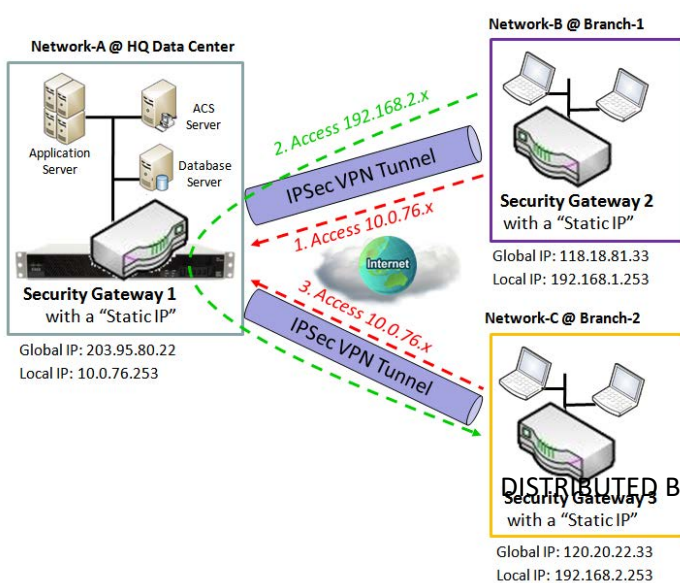 Network-A @ HQ Data Center
Application
Server
ACS
Server
Database
Server
Security Gateway 1
with a "Static IP"
Global IP: 203.95.80.22
Local IP: 10.0.76.253
2. Access 192.168.2.x
IPSec VPN Tunnel
1. Access 10.0.76.x
Internet
3. Access 10.0.76.x
IPSec VPN Tunnel
Network-B @ Branch-1
Security Gateway 2
with a "Static IP"
Global IP: 118.18.81.33
Local IP: 192.168.1.253
Network-C @ Branch-2
DISTRIBUTED B
Security Gateway 3
with a "Static IP"
Global IP: 120.20.22.33
Local IP: 192.168.2.253